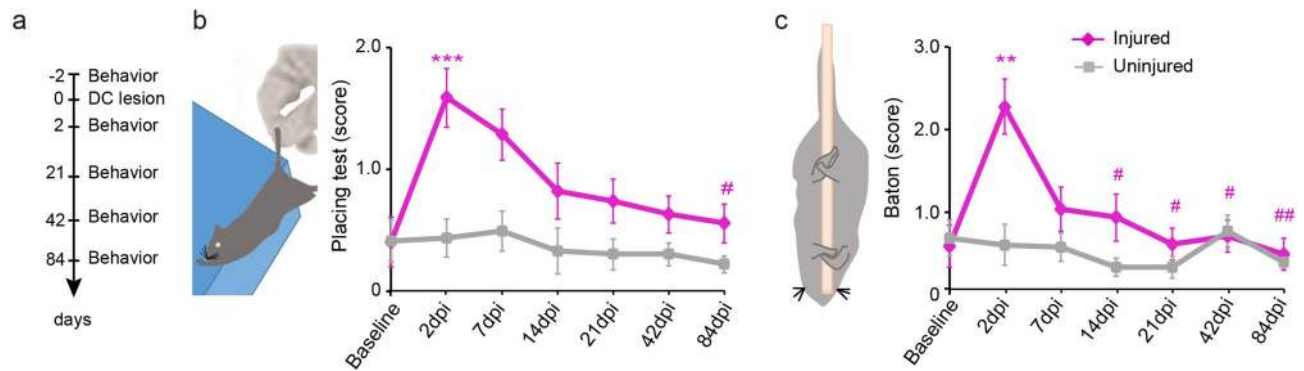 a
-2 Behavior
0 DC lesion
2 Behavior
21 Behavior
42 Behavior
84 Behavior
days
b
Placing test (score)
2.0
1.0
0
***
#
Baseline
2dpi
7dpi
14dpi
21dpi
42dpi
84dpi
c
Baton (score)
3.0
2.0
1.0
0
**
#
#
#
##
Injured
Uninjured
Baseline
2dpi
7dpi
14dpi
21dpi
42dpi
84dpi